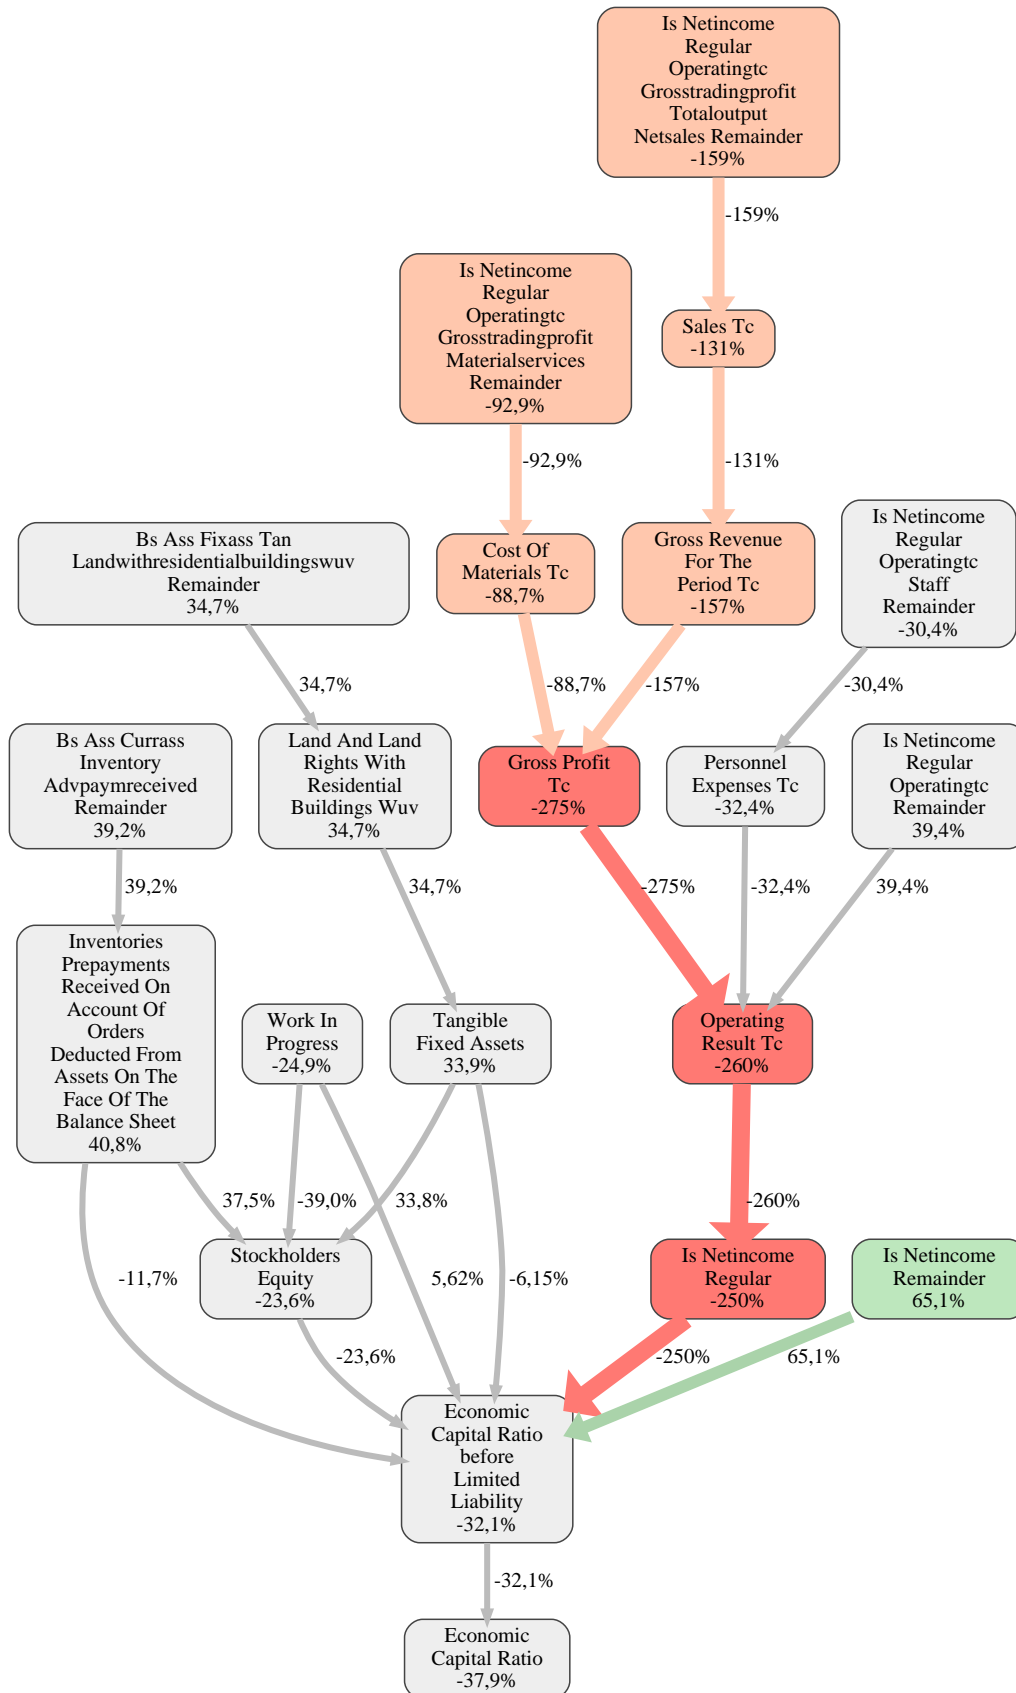 Is Netincome
Regular
Operatingtc
Grosstradingprofit
Totaloutput
Netsales Remainder
-159%
-159%
Is Netincome
Regular
Operatingtc
Grosstradingprofit
Materialservices
Remainder
-92,9%
Sales Tc
-131%
-92,9%
-131%
Bs Ass Fixass Tan
Landwithresidentialbuildingswuv
Remainder
34,7%
Cost Of
Materials Tc
-88,7%
Gross Revenue
For The
Period Tc
-157%
Is Netincome
Regular
Operatingtc
Staff
Remainder
-30,4%
34,7%
-88,7%
-157%
-30,4%
Bs Ass Currass
Inventory
Advpaymreceived
Remainder
39,2%
Land And Land
Rights With
Residential
Buildings Wuv
34,7%
Gross Profit
Tc
-275%
Personnel
Expenses Tc
-32,4%
Is Netincome
Regular
Operatingtc
Remainder
39,4%
39,2%
34,7%
-275%
-32,4%
39,4%
Inventories
Prepayments
Received On
Account Of
Orders
Deducted From
Assets On The
Face Of The
Balance Sheet
40,8%
Work In
Progress
-24,9%
Tangible
Fixed Assets
33,9%
Operating
Result Tc
-260%
37,5%
-39,0%
33,8%
-260%
-11,7%
Stockholders
Equity
-23,6%
5,62%
-6,15%
Is Netincome
Regular
-250%
Is Netincome
Remainder
65,1%
-23,6%
-250%
65,1%
Economic
Capital Ratio
before
Limited
Liability
-32,1%
-32,1%
Economic
Capital Ratio
-37,9%